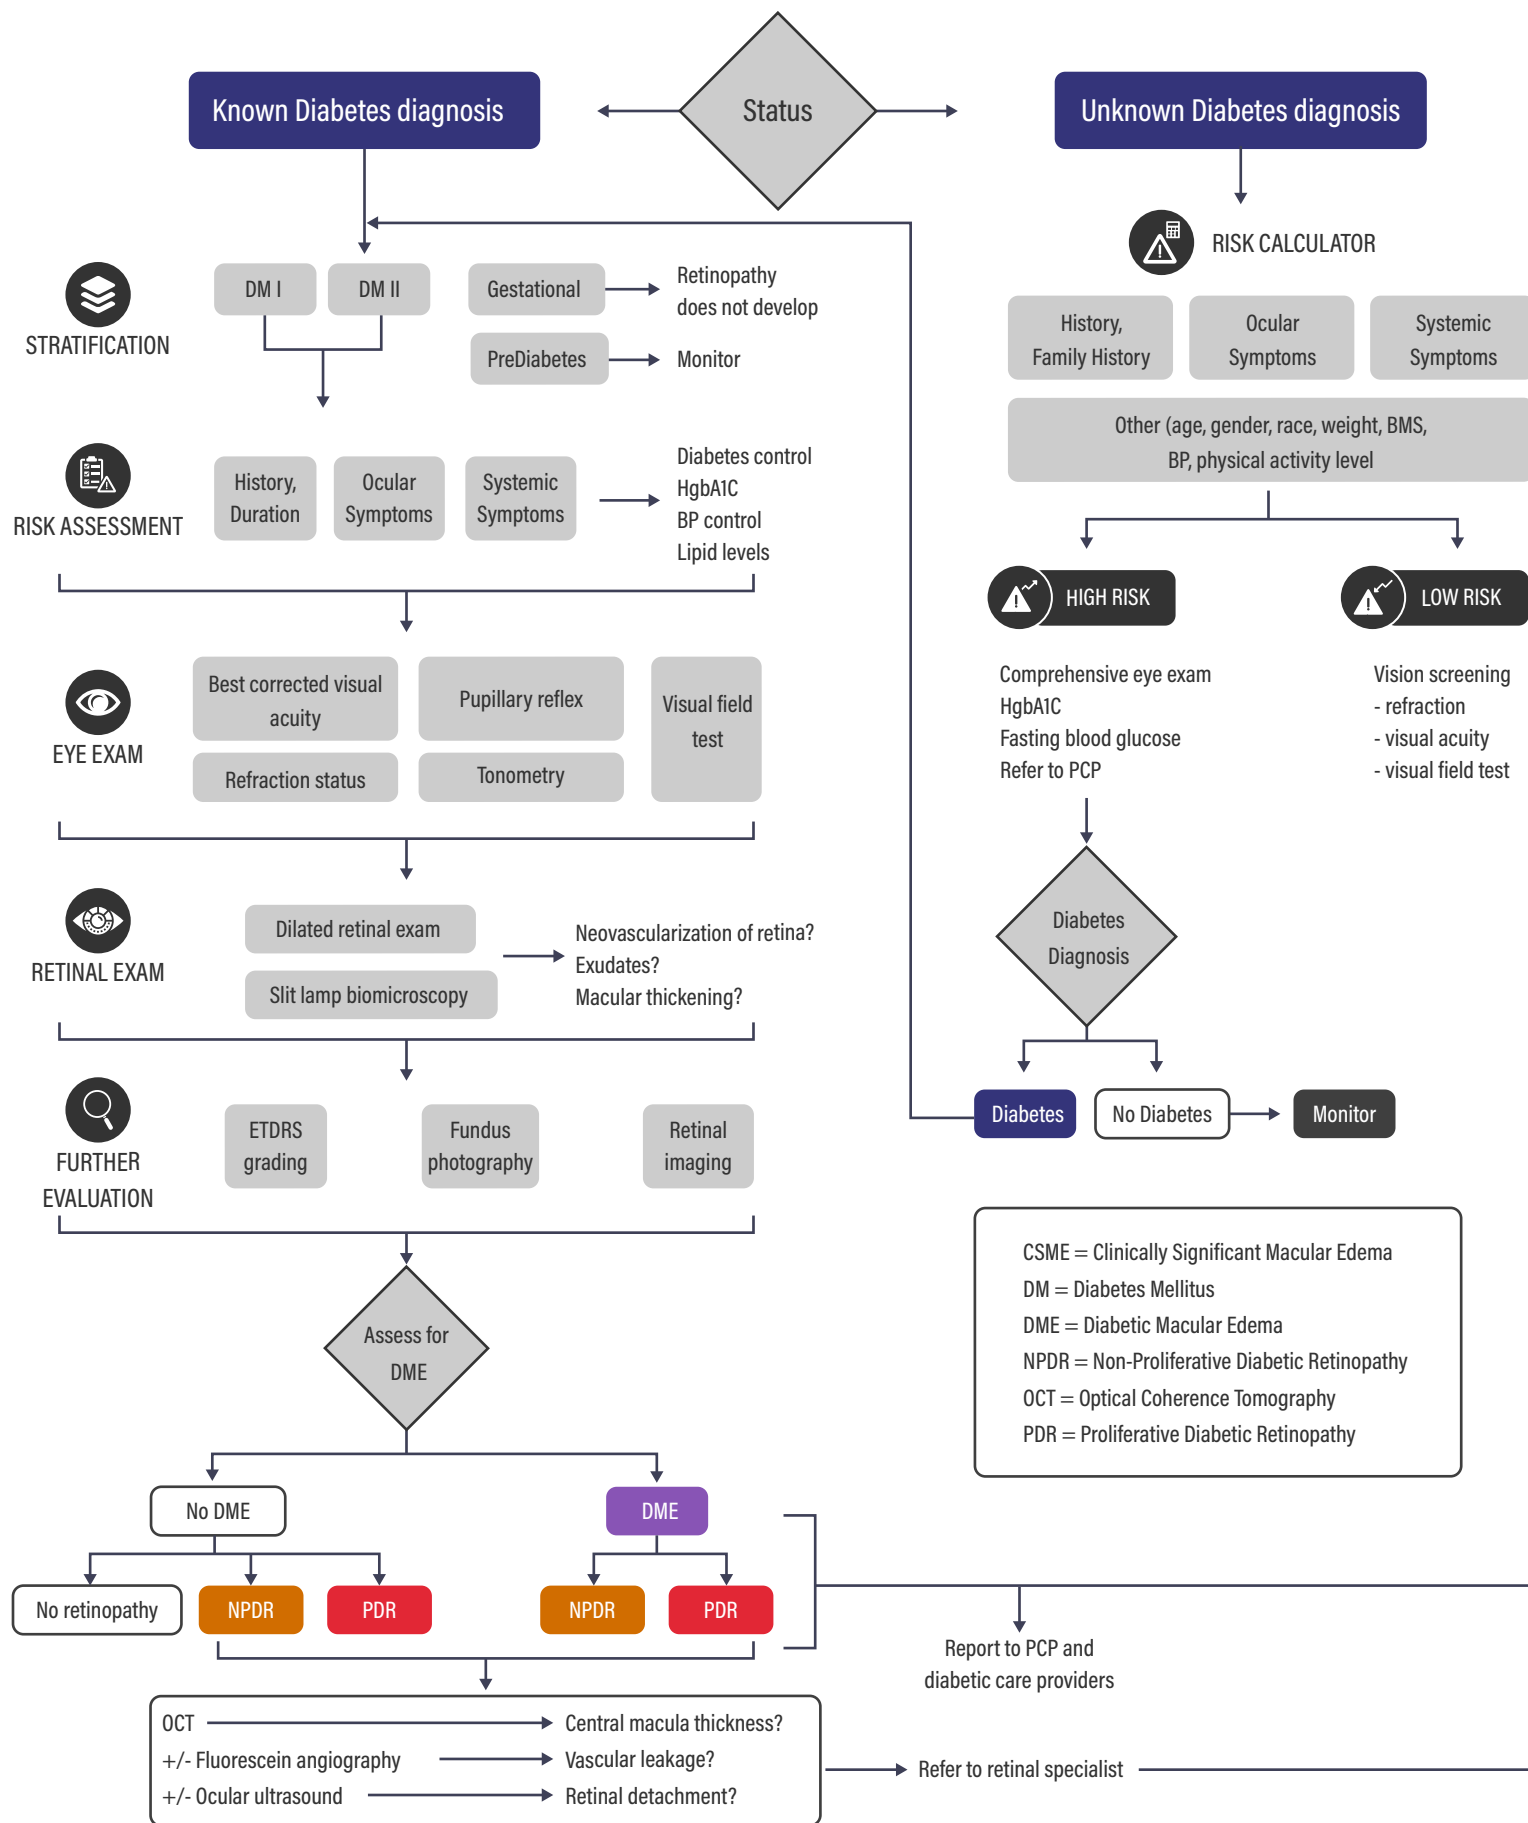 Status
Known Diabetes diagnosis
Unknown Diabetes diagnosis
STRATIFICATION
DM I
DM II
Gestational
Retinopathy
does not develop
PreDiabetes
Monitor
RISK ASSESSMENT
History,
Duration
Ocular
Symptoms
Systemic
Symptoms
Diabetes control
HgbA1C
BP control
Lipid levels
EYE EXAM
Best corrected visual
acuity
Pupillary reflex
Visual field
test
Refraction status
Tonometry
RETINAL EXAM
Dilated retinal exam
Slit lamp biomicroscopy
Neovascularization of retina?
Exudates?
Macular thickening?
FURTHER
EVALUATION
ETDRS
grading
Fundus
photography
Retinal
imaging
Assess for
DME
No DME
DME
No retinopathy
NPDR
PDR
NPDR
PDR
OCT
Central macula thickness?
+/- Fluorescein angiography
Vascular leakage?
+/- Ocular ultrasound
Retinal detachment?
Report to PCP and
diabetic care providers
Refer to retinal specialist
RISK CALCULATOR
History,
Family History
Ocular
Symptoms
Systemic
Symptoms
Other (age, gender, race, weight, BMS,
BP, physical activity level
HIGH RISK
LOW RISK
Comprehensive eye exam
HgbA1C
Fasting blood glucose
Refer to PCP
Vision screening
- refraction
- visual acuity
- visual field test
Diabetes
Diagnosis
Diabetes
No Diabetes
Monitor
CSME = Clinically Significant Macular Edema
DM = Diabetes Mellitus
DME = Diabetic Macular Edema
NPDR = Non-Proliferative Diabetic Retinopathy
OCT = Optical Coherence Tomography
PDR = Proliferative Diabetic Retinopathy